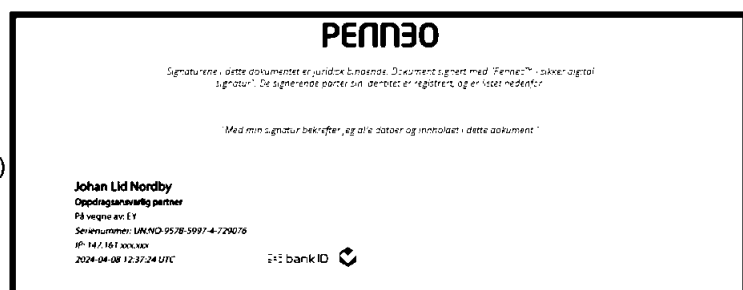 PENN3O
Signaturene i dette dokumentet er juridisk bindende. Dokument signert med "Penneo™ - sikker digital
signatur". De signerende parter sin identitet er registrert, og er listet nedenfor.
"Med min signatur bekrefter jeg alle datoer og innholdet i dette dokument."
Johan Lid Nordby
Oppdragsansvarlig partner
På vegne av: EY
Serienummer: UN:NO-9578-5997-4-729076
IP: 147.161.xxx.xxx
2024-04-08 12:37:24 UTC
bankID